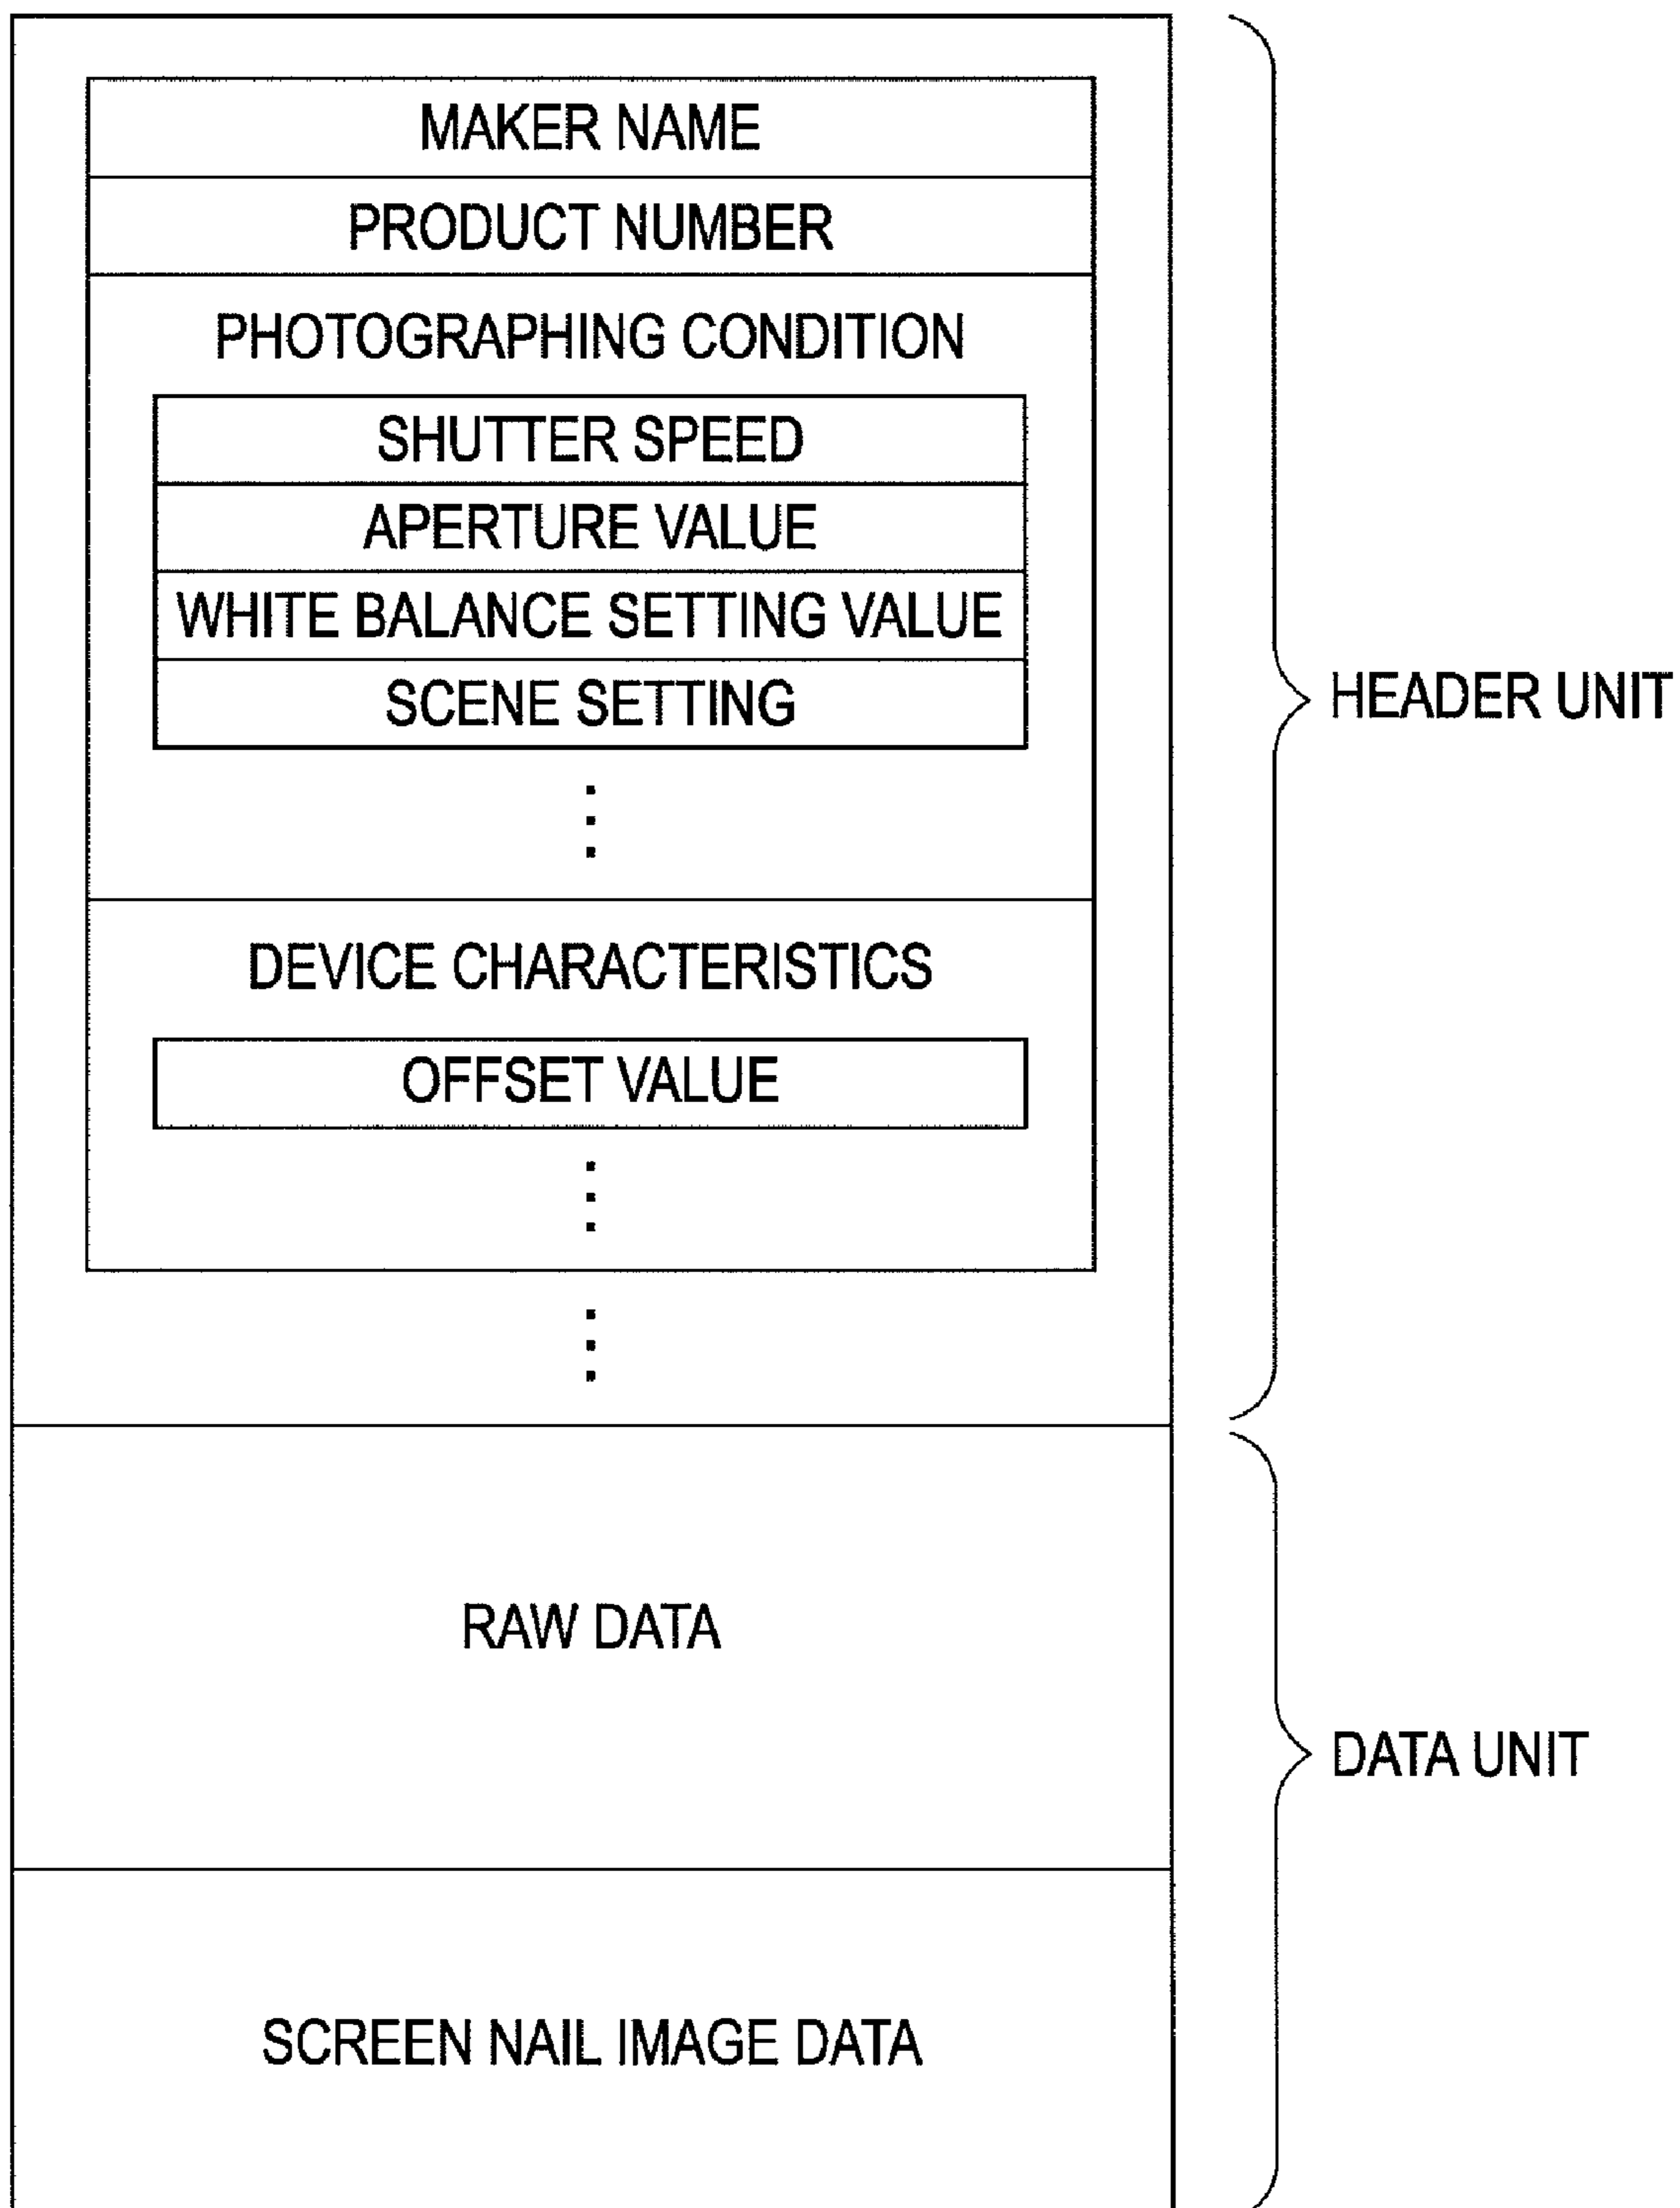 MAKER NAME
PRODUCT NUMBER
PHOTOGRAPHING CONDITION
SHUTTER SPEED
APERTURE VALUE
WHITE BALANCE SETTING VALUE
SCENE SETTING
HEADER UNIT
DEVICE CHARACTERISTICS
OFFSET VALUE
RAW DATA
DATA UNIT
SCREEN NAIL IMAGE DATA